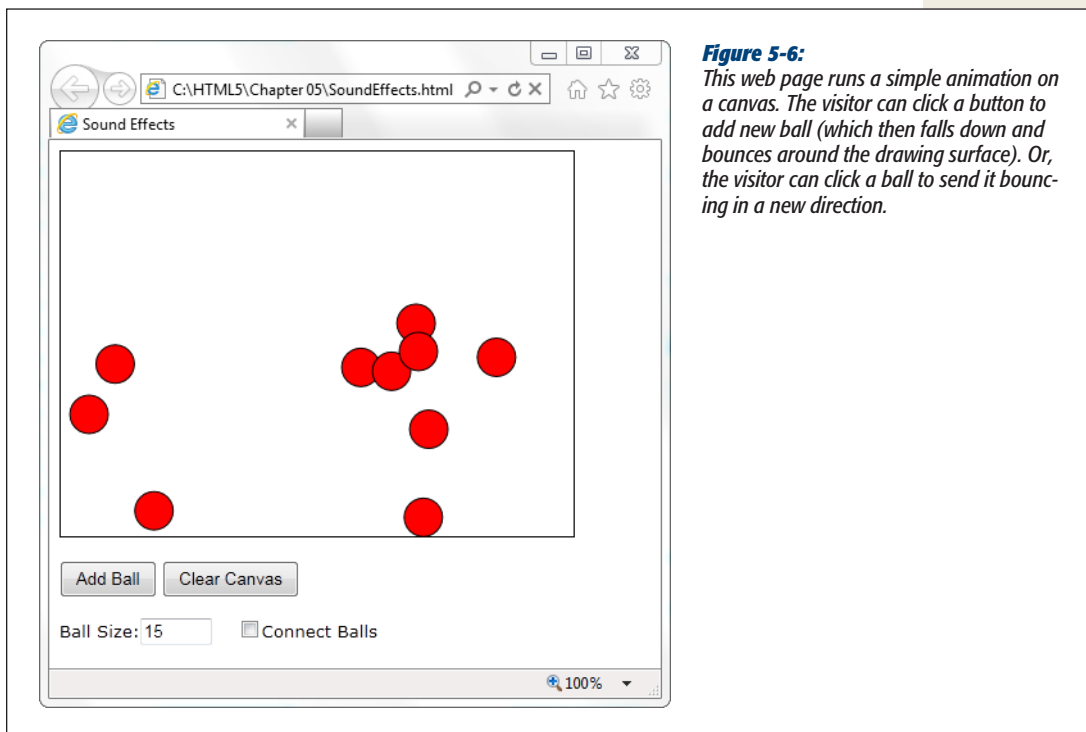 C:\HTML5\Chapter 05\SoundEffects.html
Sound Effects
Add Ball
Clear Canvas
Ball Size: 15
Connect Balls
100%
Figure 5-6:
This web page runs a simple animation on
a canvas. The visitor can click a button to
add new ball (which then falls down and
bounces around the drawing surface). Or,
the visitor can click a ball to send it bounc-
ing in a new direction.